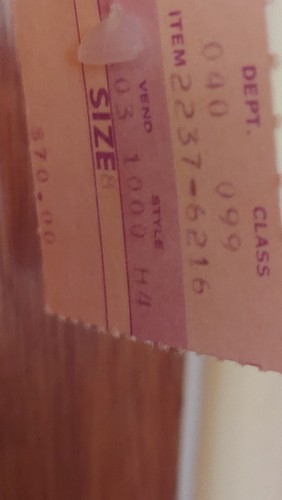 DEPT. CLASS
040 099
ITEM 2237-6216
VEND STYLE
03 1000 H4
SIZE 8
$70.00